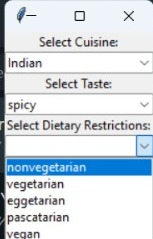 Select Cuisine:
Indian
Select Taste:
spicy
Select Dietary Restrictions:
nonvegetarian
vegetarian
eggetarian
pascatarian
vegan